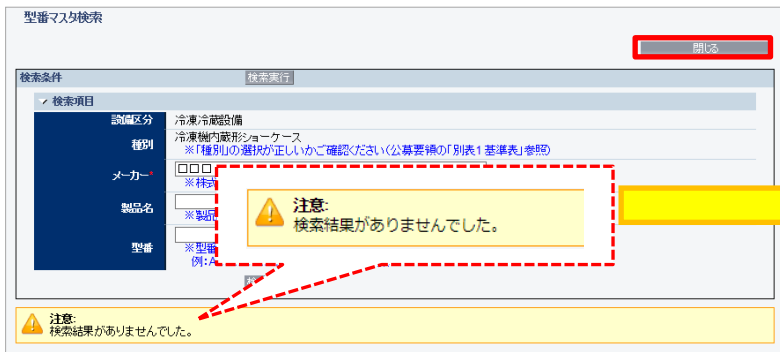 型番マスタ検索
閉じる
検索条件
検索実行
検索項目
設備区分
冷凍冷蔵設備
種別
冷凍機内蔵形ショーケース
※「種別」の選択が正しいかご確認ください(公募要領の「別表1 基準表」参照)
メーカー*
□□□
※株式
製品名
※製品
型番
※型番
例:A
注意:
検索結果がありませんでした。
注意:
検索結果がありませんでした。